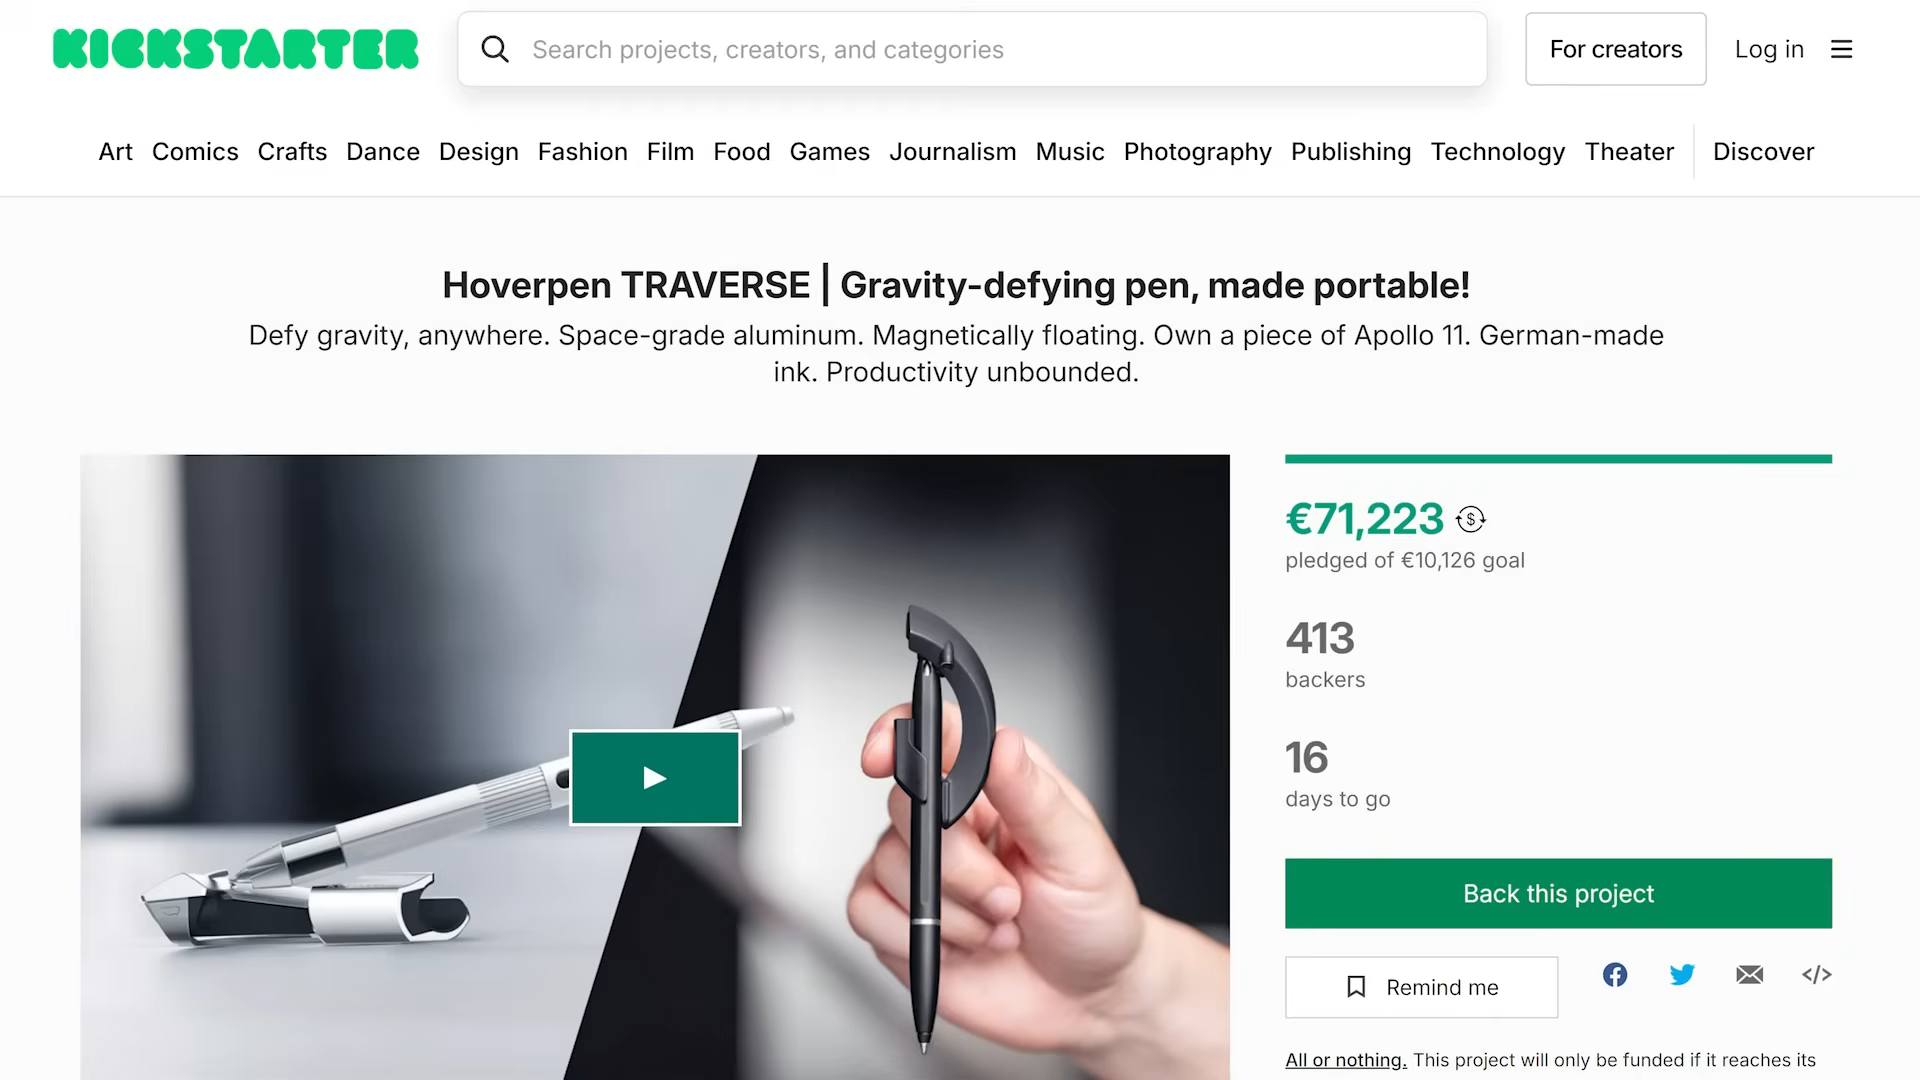 KICKSTARTER
Search projects, creators, and categories
For creators
Log in
Art Comics Crafts Dance Design Fashion Film Food Games Journalism Music Photography Publishing Technology Theater Discover
Hoverpen TRAVERSE | Gravity-defying pen, made portable!
Defy gravity, anywhere. Space-grade aluminum. Magnetically floating. Own a piece of Apollo 11. German-made
ink. Productivity unbounded.
€71,223
pledged of €10,126 goal
413
backers
16
days to go
Back this project
Remind me
All or nothing. This project will only be funded if it reaches its